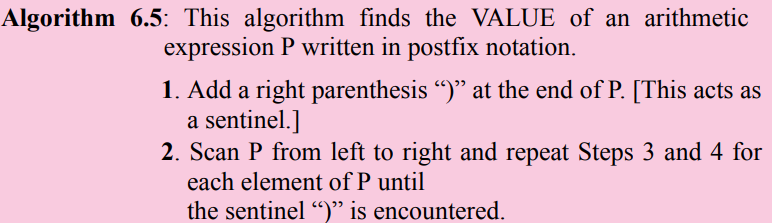 Algorithm 6.5: This algorithm finds the VALUE of an arithmetic
expression P written in postfix notation.
1. Add a right parenthesis “)” at the end of P. [This acts as
a sentinel.]
2. Scan P from left to right and repeat Steps 3 and 4 for
each element of P until
the sentinel “)” is encountered.